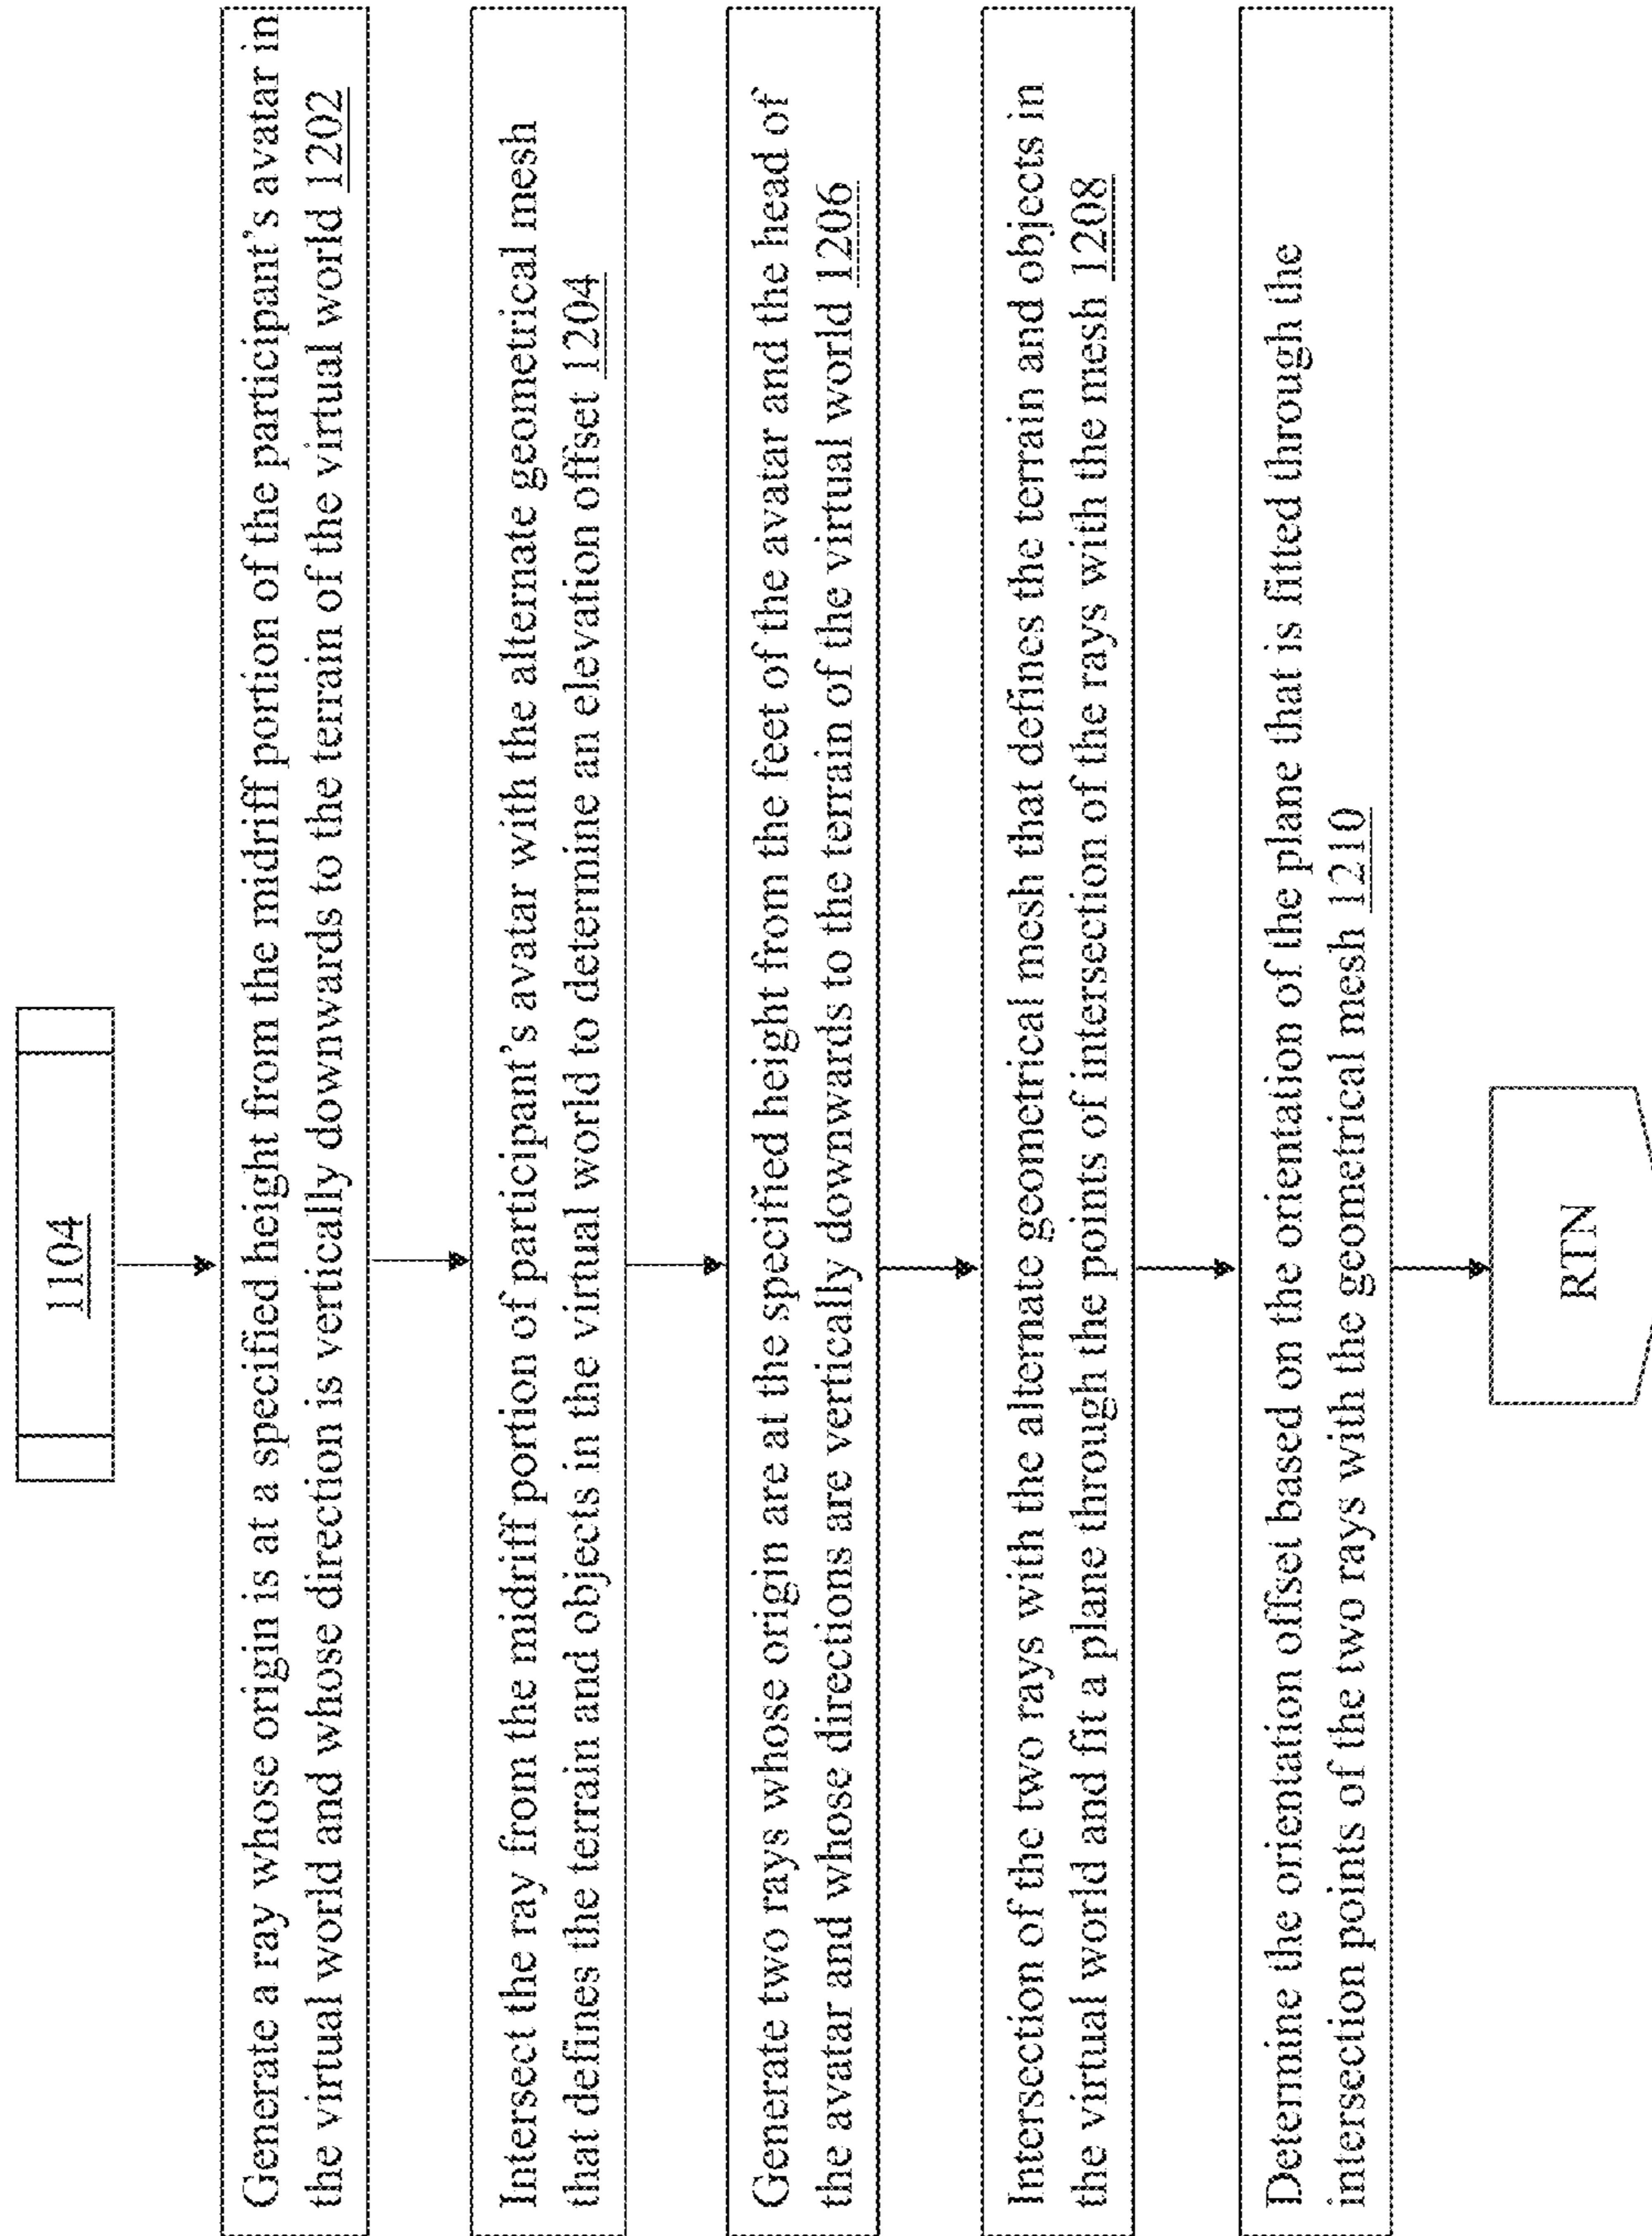 1104
Generate a ray whose origin is at a specified height from the midriff portion of the participant's avatar in
the virtual world and whose direction is vertically downwards to the terrain of the virtual world 1202
Intersect the ray from the midriff portion of participant's avatar with the alternate geometrical mesh
that defines the terrain and objects in the virtual world to determine an elevation offset 1204
Generate two rays whose origin are at the specified height from the feet of the avatar and the head of
the avatar and whose directions are vertically downwards to the terrain of the virtual world 1206
Intersection of the two rays with the alternate geometrical mesh that defines the terrain and objects in
the virtual world and fit a plane through the points of intersection of the rays with the mesh 1208
Determine the orientation offset based on the orientation of the plane that is fitted through the
intersection points of the two rays with the geometrical mesh 1210
RTN